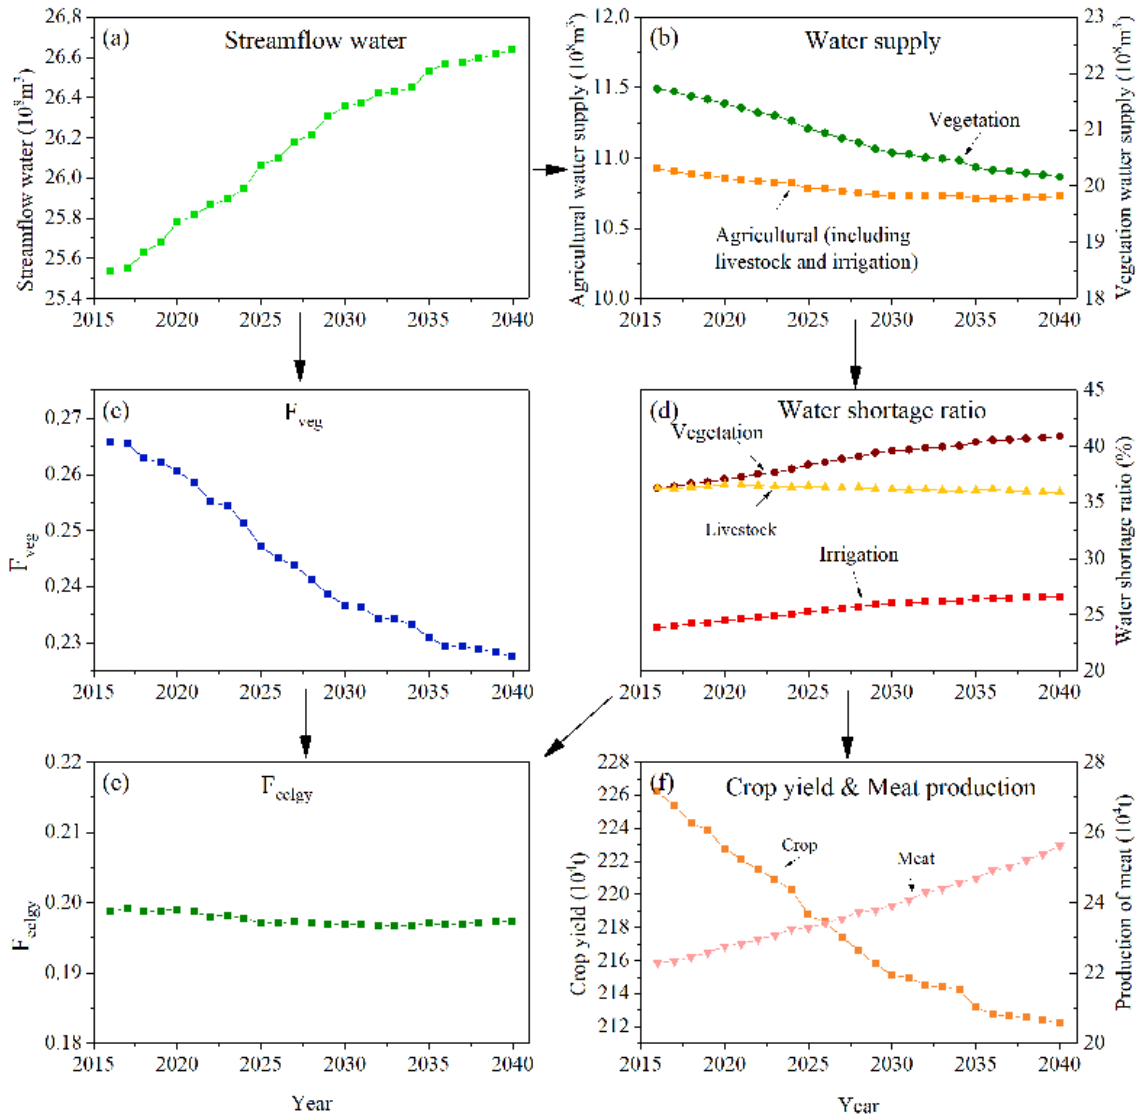 (a) Streamflow water
Streamflow water (10⁸m³)
26.8
26.6
26.4
26.2
26.0
25.8
25.6
25.4
2015 2020 2025 2030 2035 2040
(b) Water supply
Agricultural watter supply (10⁸m³)
12.0
11.5
11.0
10.5
10.0
Vegetation
Agricultural (including
livestock and irrigation)
Vegetation water supply (10⁸m³)
23
22
21
20
19
18
2015 2020 2025 2030 2035 2040
(c) F_veg
F_veg
0.27
0.26
0.25
0.24
0.23
2015 2020 2025 2030 2035 2040
(d) Water shortage ratio
Vegetation
Livestock
Irrigation
Water shortage ratio (%)
45
40
35
30
25
20
2015 2020 2025 2030 2035 2040
(e) F_eclgy
F_eclgy
0.22
0.21
0.20
0.19
0.18
2015 2020 2025 2030 2035 2040
Year
(f) Crop yield & Meat production
Crop yield (10⁴t)
228
226
224
222
220
218
216
214
212
Crop
Meat
Production of meat (10⁴t)
28
26
24
22
20
2015 2020 2025 2030 2035 2040
Year